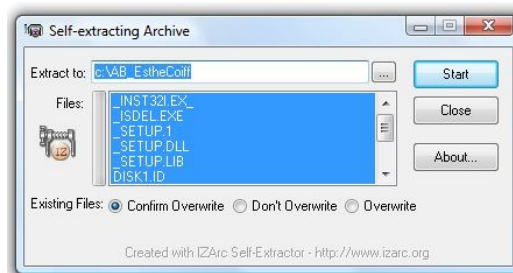 Self-extracting Archive
Extract to: c:\AB_EstheCoiff ... Start
Files: _INST32I.EX_ Close
_ISDEL.EXE
_SETUP.1
_SETUP.DLL About...
_SETUP.LIB
DISK1.ID
IZ
Existing Files: Confirm Overwrite Don't Overwrite Overwrite
Created with IZArc Self-Extractor - http://www.izarc.org